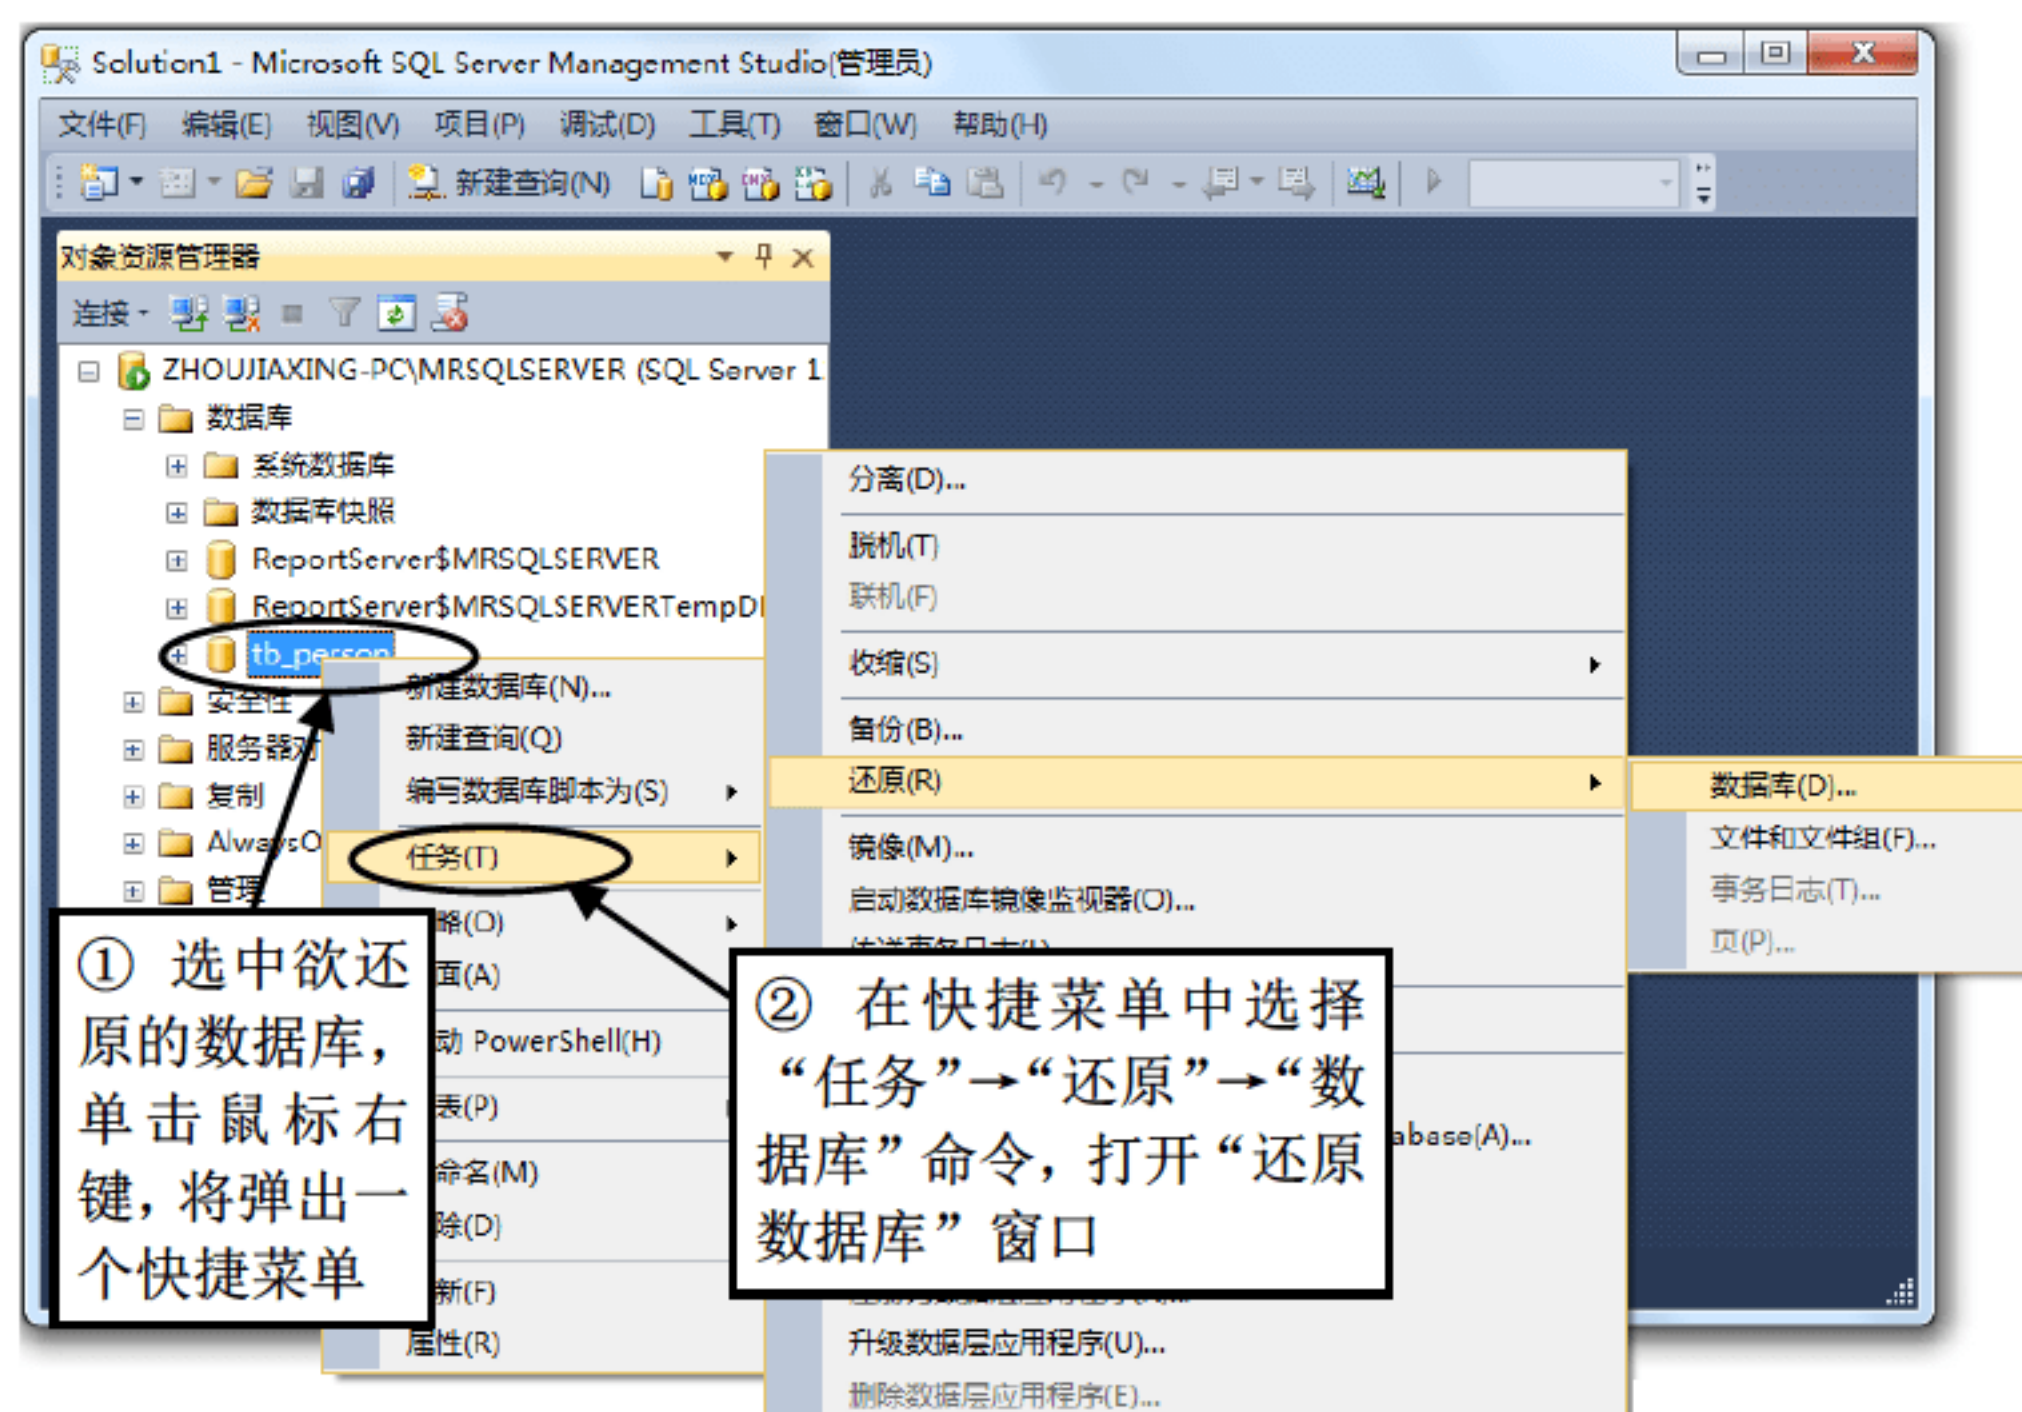 Solution1 - Microsoft SQL Server Management Studio(管理员)
文件(F) 编辑(E) 视图(V) 项目(P) 调试(D) 工具(T) 窗口(W) 帮助(H)
新建查询(N)
对象资源管理器
连接
ZHOUJIAXING-PC\MRSQLSERVER (SQL Server 1
数据库
系统数据库
数据库快照
ReportServer$MRSQLSERVER
ReportServer$MRSQLSERVERTempD
tb_person
安全性
服务器对
复制
AlwaysO
管理
新建数据库(N)...
新建查询(Q)
编写数据库脚本为(S)
任务(T)
略(O)
面(A)
动 PowerShell(H)
表(P)
命名(M)
除(D)
新(F)
属性(R)
分离(D)...
脱机(T)
联机(F)
收缩(S)
备份(B)...
还原(R)
镜像(M)...
启动数据库镜像监视器(O)...
abase(A)...
升级数据层应用程序(U)...
删除数据层应用程序(E)...
数据库(D)...
文件和文件组(F)...
事务日志(T)...
页(P)...
① 选中欲还
原的数据库，
单击鼠标右
键，将弹出一
个快捷菜单
② 在快捷菜单中选择
“任务”→“还原”→“数
据库”命令，打开“还原
数据库”窗口